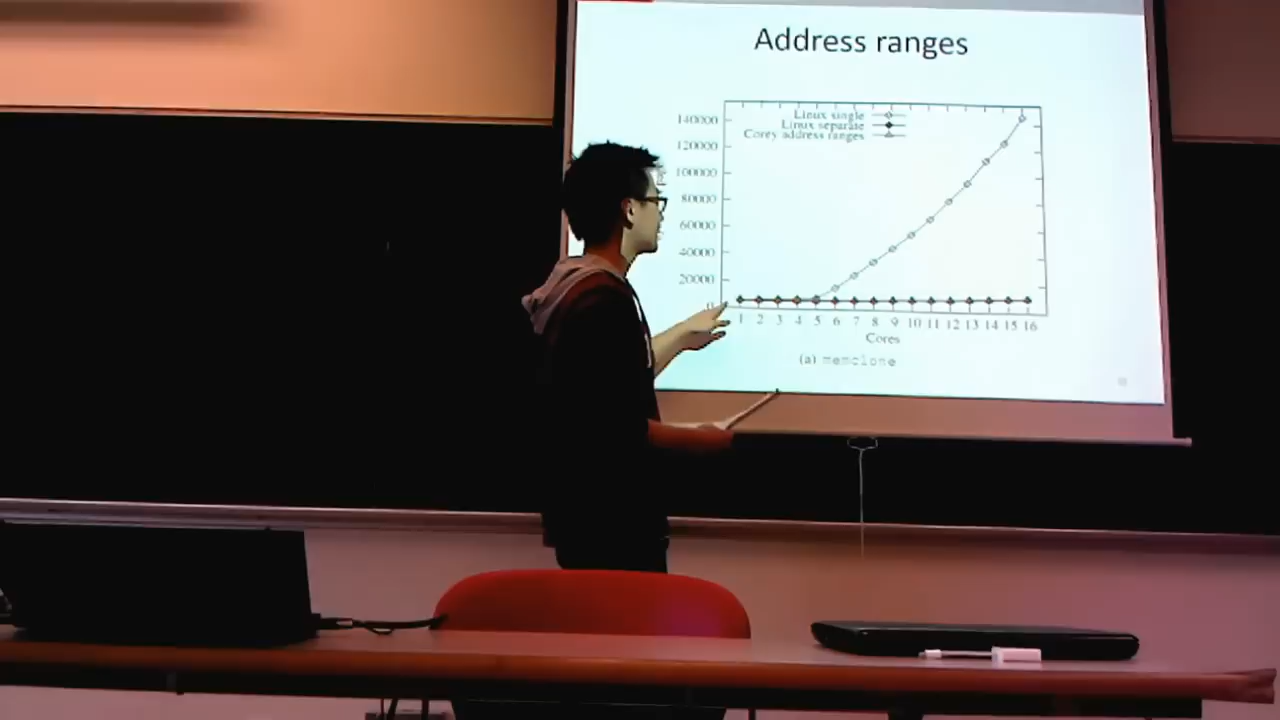 Address ranges
140000
120000
100000
80000
60000
40000
20000
0
Linux single
Linux separate
Corey address ranges
1 2 3 4 5 6 7 8 9 10 11 12 13 14 15 16
Cores
(a) memclone